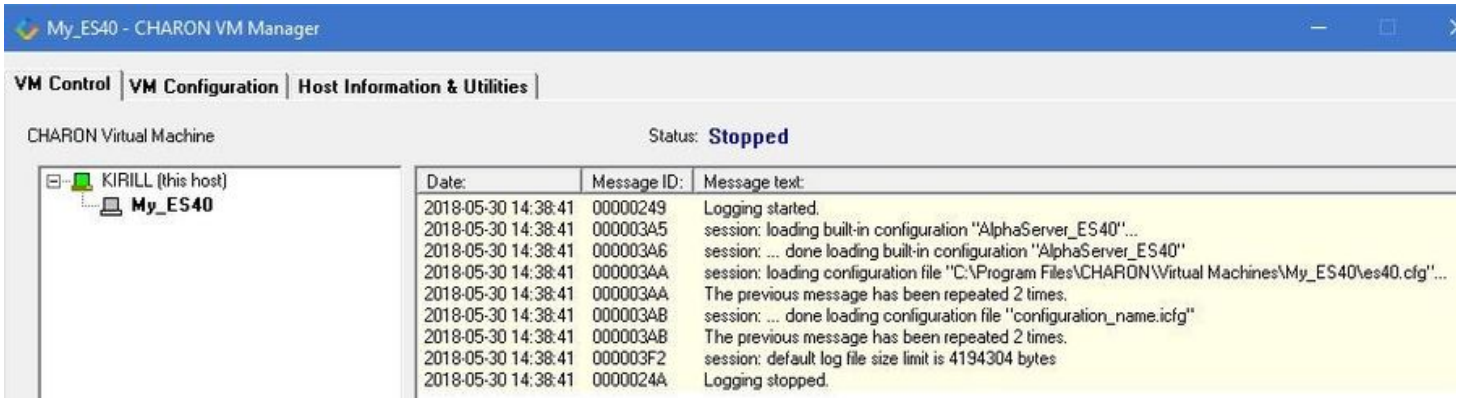 My_ES40 - CHARON VM Manager
VM Control | VM Configuration | Host Information & Utilities
CHARON Virtual Machine Status: Stopped
KIRILL (this host)
My_ES40
Date: Message ID: Message text:
2018-05-30 14:38:41 00000249 Logging started.
2018-05-30 14:38:41 000003A5 session: loading built-in configuration "AlphaServer_ES40"...
2018-05-30 14:38:41 000003A6 session: ... done loading built-in configuration "AlphaServer_ES40"
2018-05-30 14:38:41 000003AA session: loading configuration file "C:\Program Files\CHARON\Virtual Machines\My_ES40\es40.cfg"...
2018-05-30 14:38:41 000003AA The previous message has been repeated 2 times.
2018-05-30 14:38:41 000003AB session: ... done loading configuration file "configuration_name.icfg"
2018-05-30 14:38:41 000003AB The previous message has been repeated 2 times.
2018-05-30 14:38:41 000003F2 session: default log file size limit is 4194304 bytes
2018-05-30 14:38:41 0000024A Logging stopped.